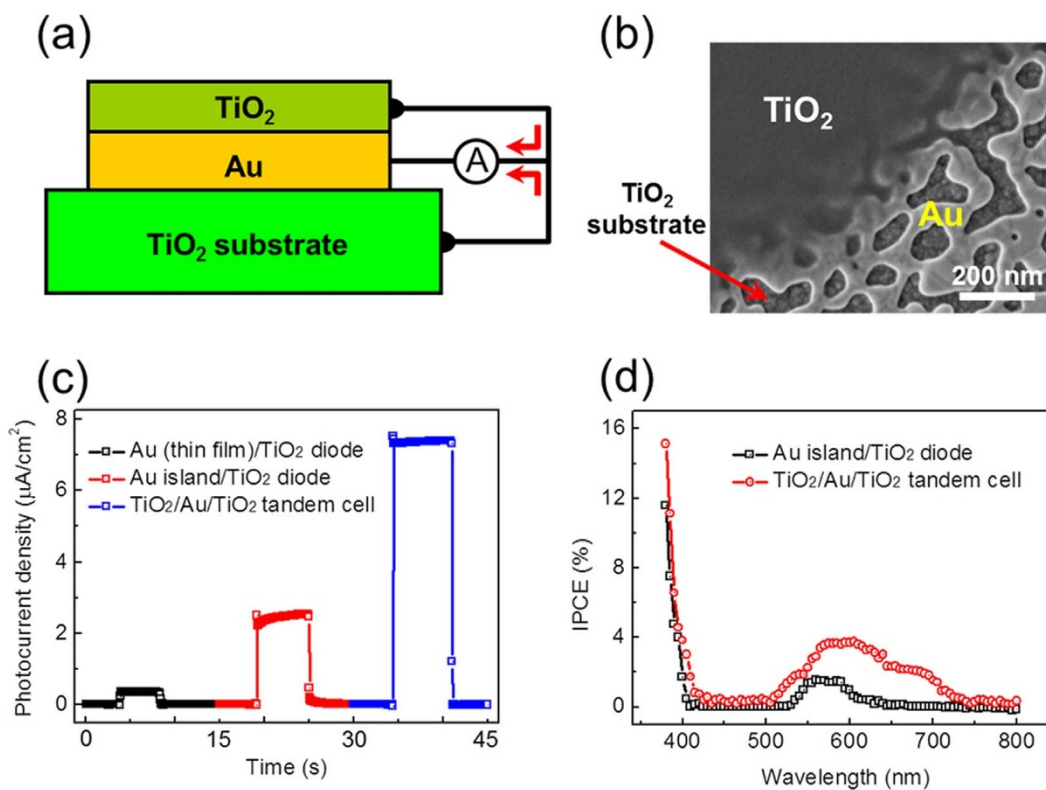 (a)
TiO₂
Au
A
TiO₂ substrate
(b)
TiO₂
TiO₂
substrate
Au
200 nm
(c)
Photocurrent density (μA/cm²)
8
6
4
2
0
Au (thin film)/TiO₂ diode
Au island/TiO₂ diode
TiO₂/Au/TiO₂ tandem cell
0 15 30 45
Time (s)
(d)
IPCE (%)
16
12
8
4
0
Au island/TiO₂ diode
TiO₂/Au/TiO₂ tandem cell
400 500 600 700 800
Wavelength (nm)